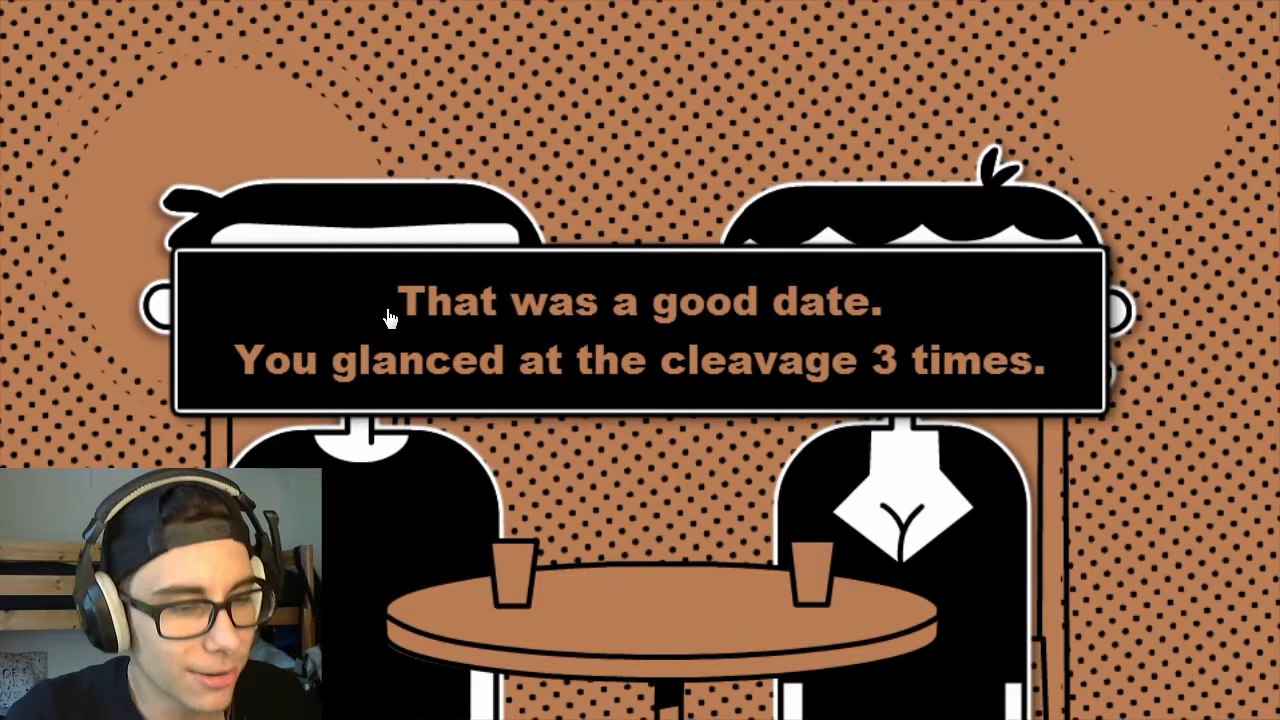 That was a good date.
You glanced at the cleavage 3 times.